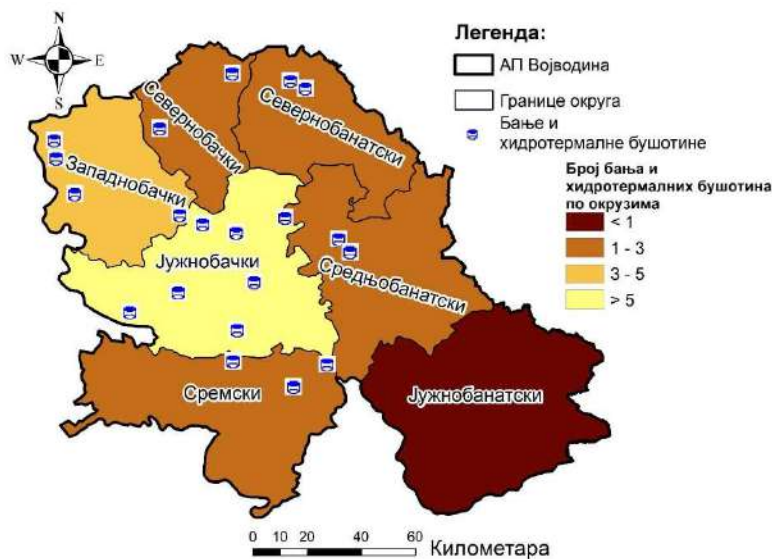 N
W E
S
Легенда:
АП Војводина
Границе округа
Бање и
хидротермалне бушотине
Број бања и
хидротермалних бушотина
по окрузима
< 1
1 - 3
3 - 5
> 5
Севернобачки
Севернобанатски
Западнобачки
Јужнобачки
Средњобанатски
Сремски
Јужнобанатски
0 10 20 40 60
Километара